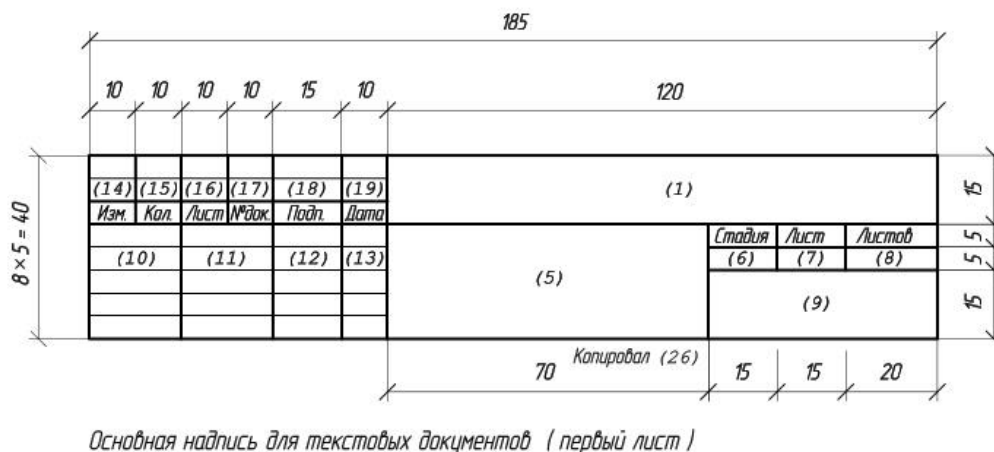 185
10 10 10 10 15 10 120
(14) (15) (16) (17) (18) (19) (1) 15
Изм. Кол. Лист №док. Подп. Дата
8 × 5 = 40
Стадия Лист Листов 5
(10) (11) (12) (13) (5) (6) (7) (8) 5
(9) 15
Копировал (26)
70 15 15 20
Основная надпись для текстовых документов ( первый лист )